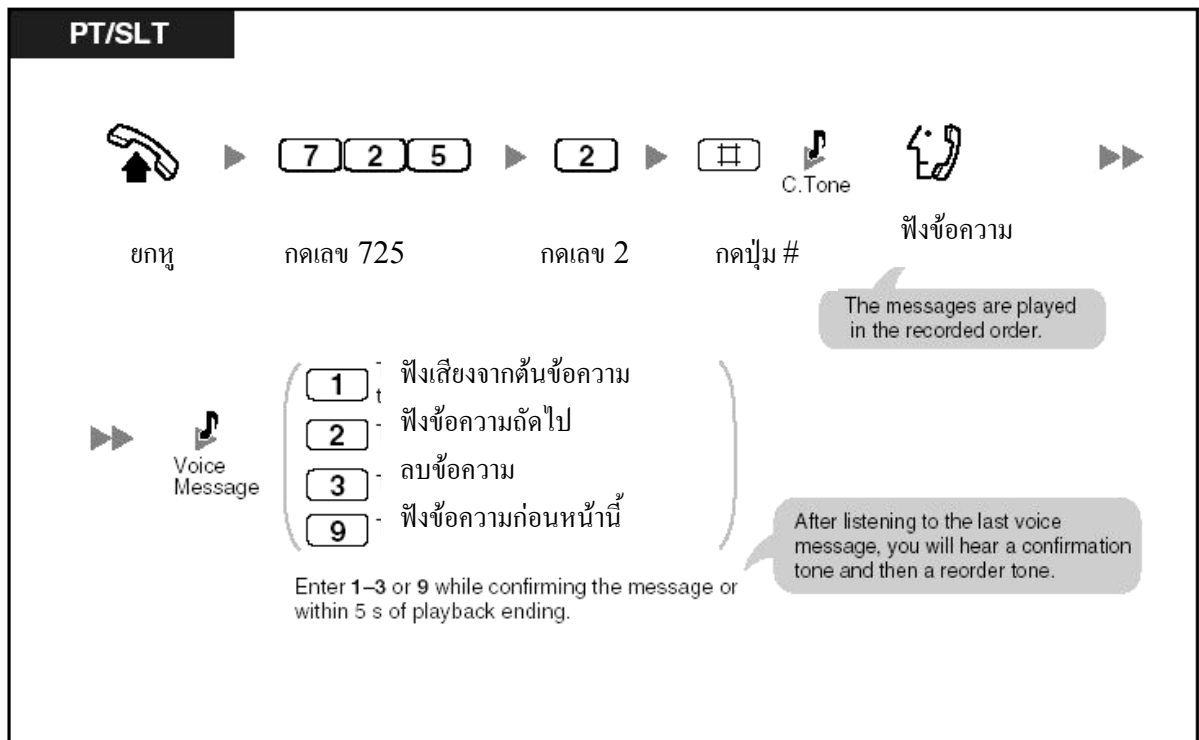 PT/SLT
7 2 5 2 #
C.Tone
ยกหู กดเลข 725 กดเลข 2 กดปุ่ม # ฟังข้อความ
The messages are played
in the recorded order.
1 ฟังเสียงจากต้นข้อความ
2 ฟังข้อความถัดไป
3 ลบข้อความ
9 ฟังข้อความก่อนหน้านี้
Voice
Message
Enter 1–3 or 9 while confirming the message or
within 5 s of playback ending.
After listening to the last voice
message, you will hear a confirmation
tone and then a reorder tone.